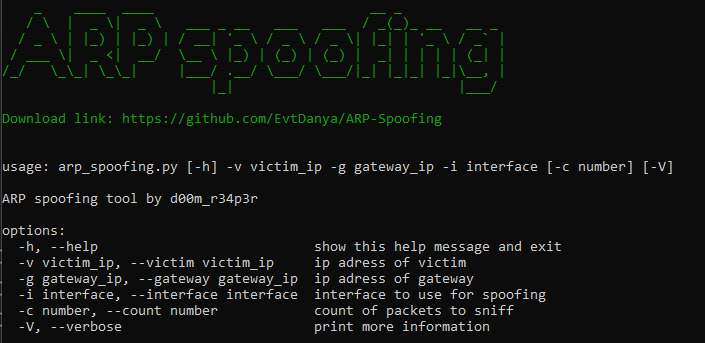 ARP spoofing
Download link: https://github.com/EvtDanya/ARP-Spoofing
usage: arp_spoofing.py [-h] -v victim_ip -g gateway_ip -i interface [-c number] [-V]
ARP spoofing tool by d00m_r34p3r
options:
-h, --help show this help message and exit
-v victim_ip, --victim victim_ip ip adress of victim
-g gateway_ip, --gateway gateway_ip ip adress of gateway
-i interface, --interface interface interface to use for spoofing
-c number, --count number count of packets to sniff
-V, --verbose print more information